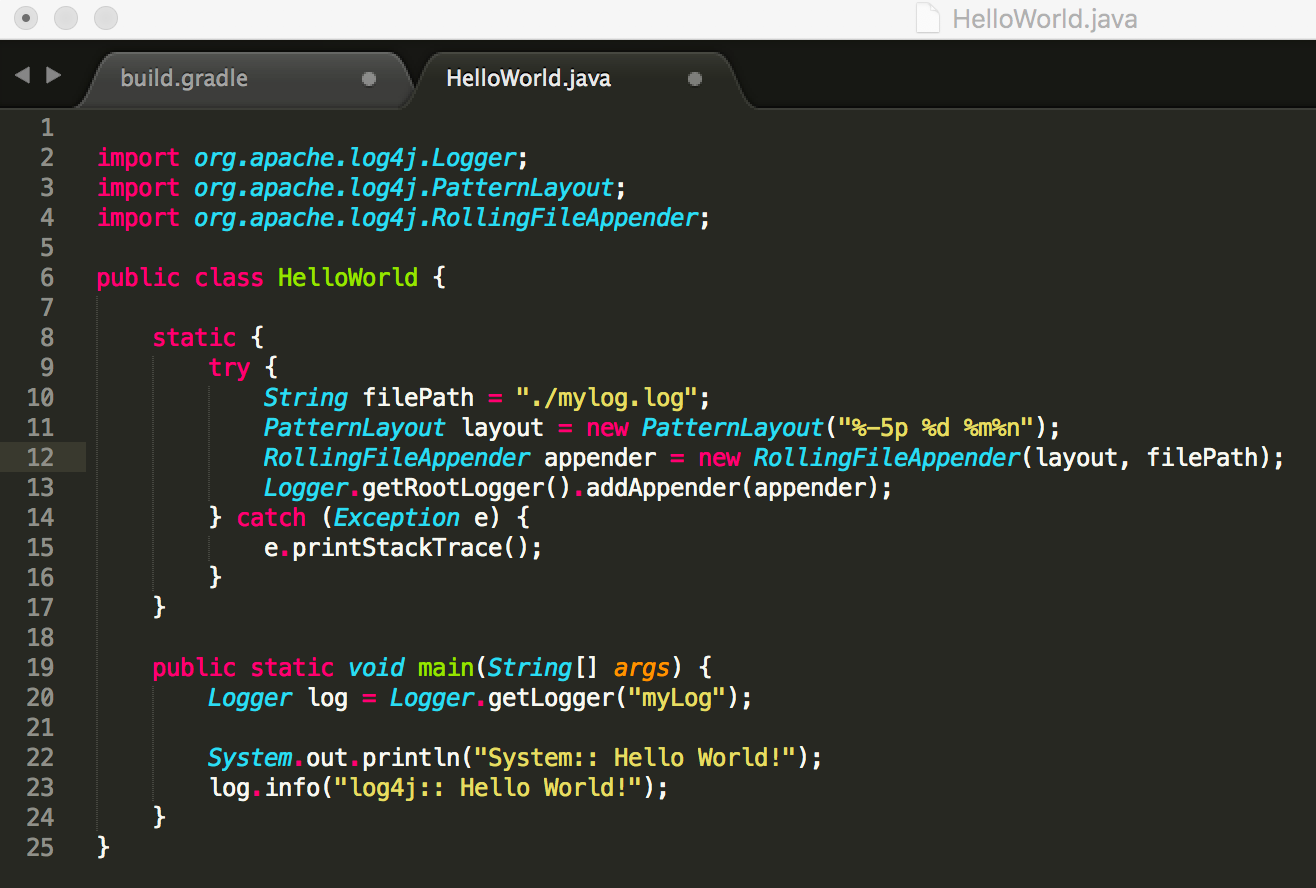 HelloWorld.java
build.gradle
HelloWorld.java
1
2 import org.apache.log4j.Logger;
3 import org.apache.log4j.PatternLayout;
4 import org.apache.log4j.RollingFileAppender;
5
6 public class HelloWorld {
7
8     static {
9         try {
10             String filePath = "./mylog.log";
11             PatternLayout layout = new PatternLayout("%-5p %d %m%n");
12             RollingFileAppender appender = new RollingFileAppender(layout, filePath);
13             Logger.getRootLogger().addAppender(appender);
14         } catch (Exception e) {
15             e.printStackTrace();
16         }
17     }
18
19     public static void main(String[] args) {
20         Logger log = Logger.getLogger("myLog");
21
22         System.out.println("System:: Hello World!");
23         log.info("log4j:: Hello World!");
24     }
25 }